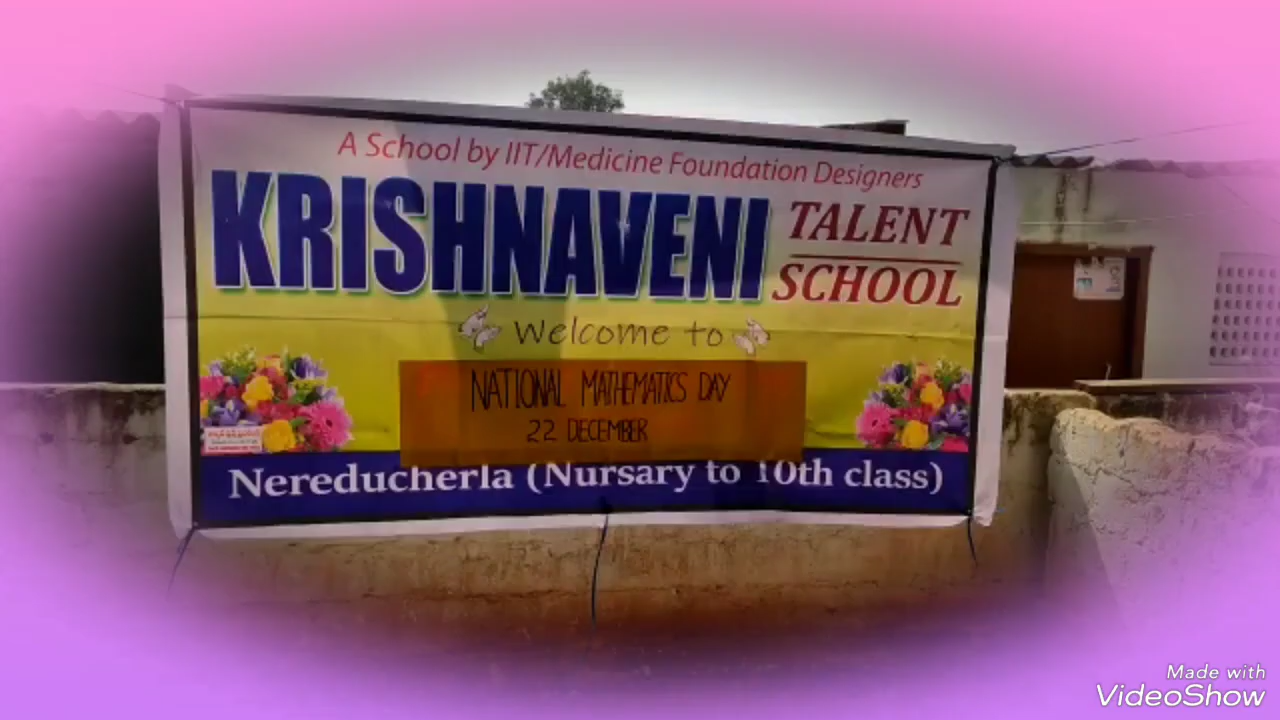 A School by IIT/Medicine Foundation Designers
KRISHNAVENI TALENT SCHOOL
Welcome to
NATIONAL MATHEMATICS DAY
22 DECEMBER
Nereducherla (Nursary to 10th class)
Made with
VideoShow